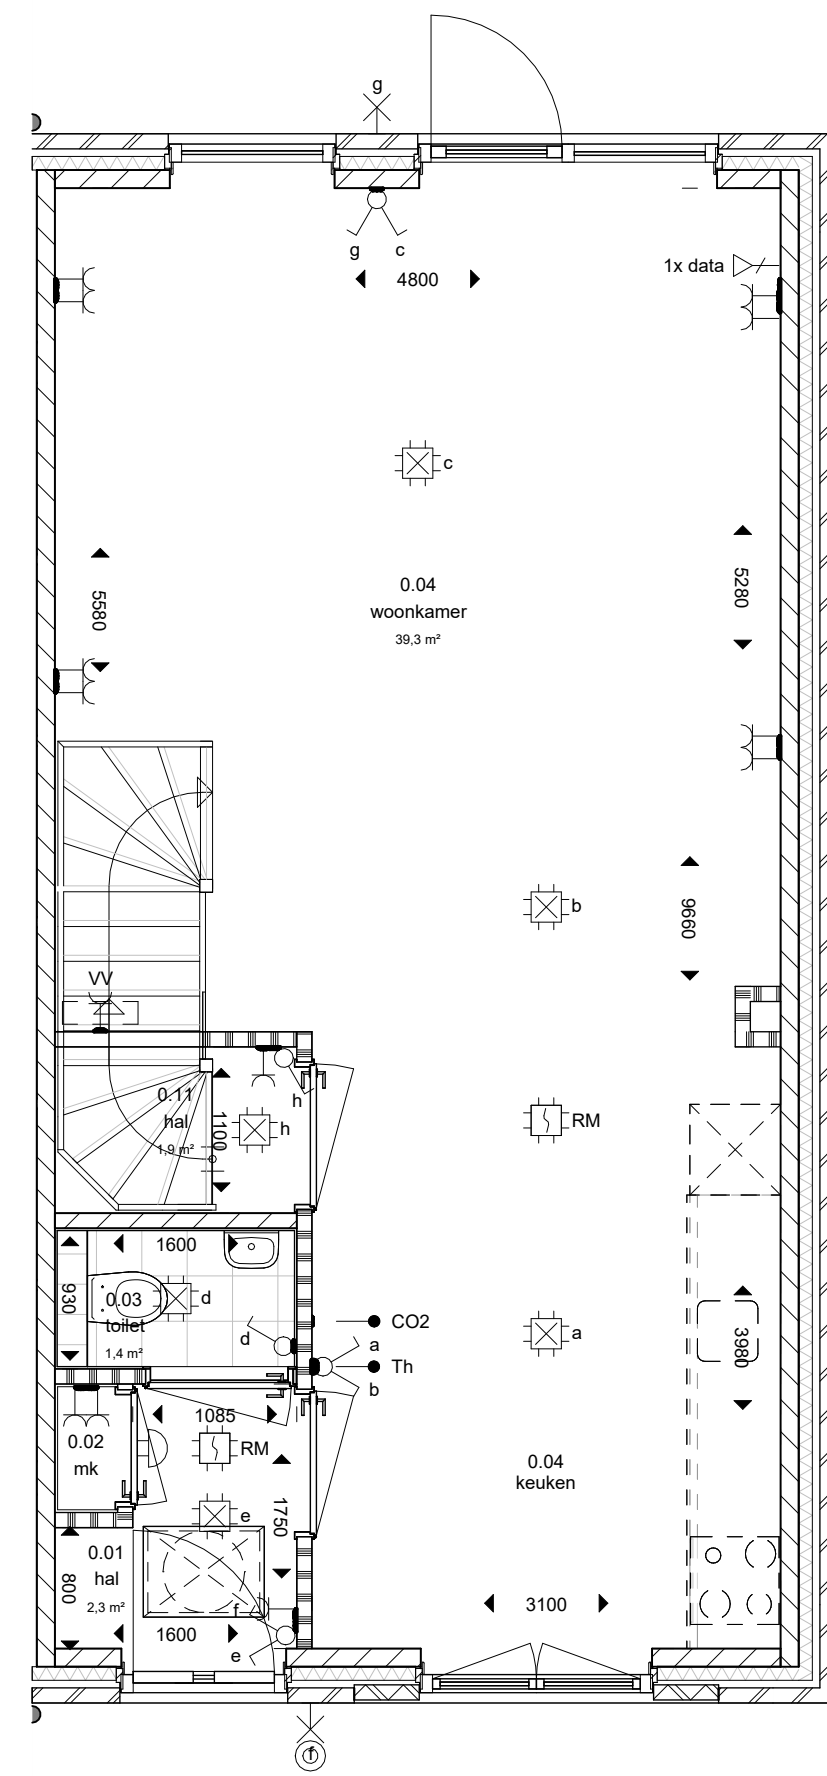 g
g c
1x data
4800
c
5580
5280
0.04
woonkamer
39,3 m²
b
9660
VV
0.11
hal
1,9 m²
1100
h
h
RM
1600
930
0.03
toilet
1,4 m²
d
d
CO2
a
Th
b
a
3980
1085
0.02
mk
RM
e
1750
0.04
keuken
0.01
hal
2,3 m²
800
f
1600
e
3100
f